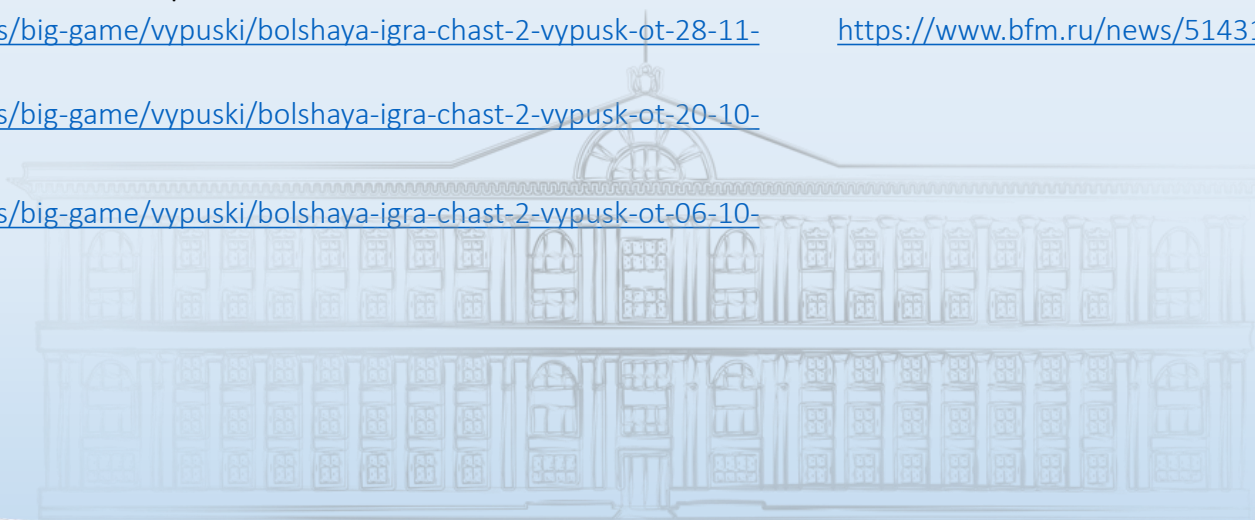 s/big-game/vypuski/bolshaya-igra-chast-2-vypusk-ot-28-11-
https://www.bfm.ru/news/51431
s/big-game/vypuski/bolshaya-igra-chast-2-vypusk-ot-20-10-
s/big-game/vypuski/bolshaya-igra-chast-2-vypusk-ot-06-10-